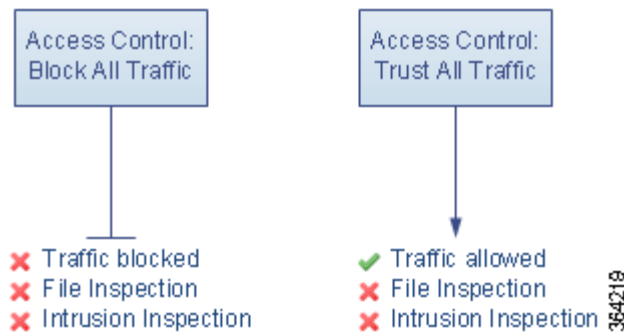 Access Control:
Block All Traffic
Traffic blocked
File Inspection
Intrusion Inspection
Access Control:
Trust All Traffic
Traffic allowed
File Inspection
Intrusion Inspection
364219